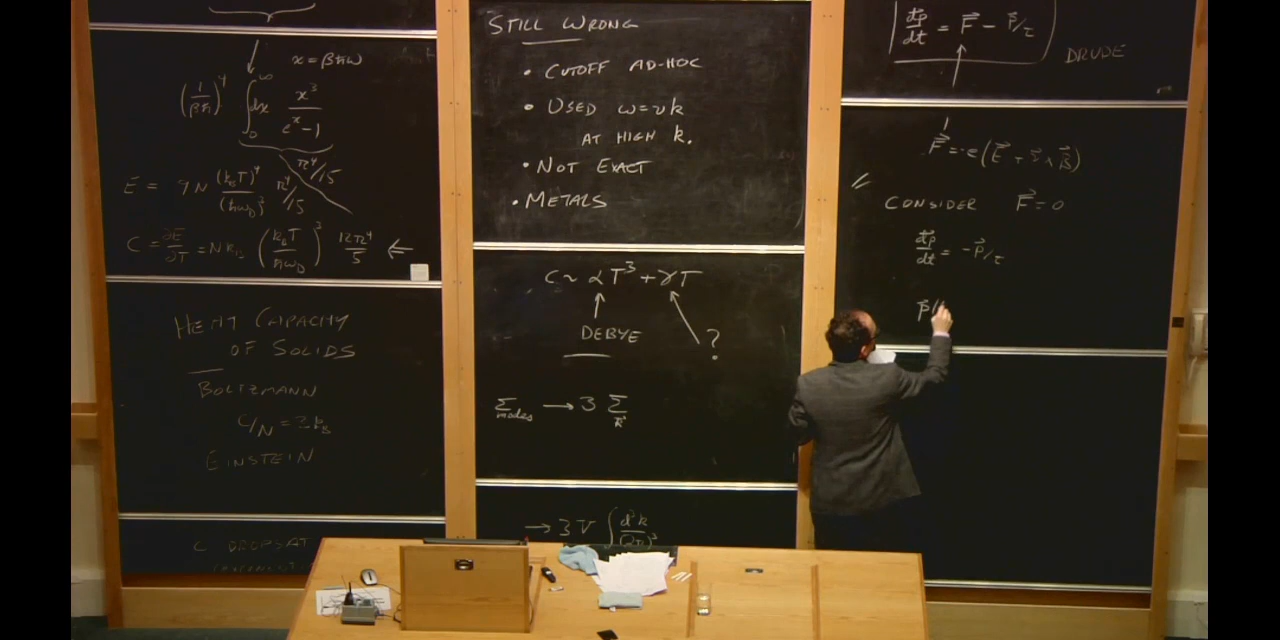 x = βħω
(1/βħ)⁴ ∫₀^∞ dx x³/(eˣ − 1)
π⁴/15
E = 9N (k_B T)⁴/(ħω_D)³ π⁴/15
C = ∂E/∂T = N k_B (k_B T/ħω_D)³ 12π⁴/5 ⇐
HEAT CAPACITY
OF SOLIDS
BOLTZMANN
C/N = 3k_B
EINSTEIN
C DROPS AT
STILL WRONG
• CUTOFF AD-HOC
• USED ω = vk
AT HIGH k.
• NOT EXACT
• METALS
C ~ αT³ + γT
DEBYE
?
Σ_modes → 3 Σ_k⃗
→ 3V ∫ d³k/(2π)³
dp⃗/dt = F⃗ − p⃗/τ
DRUDE
F⃗ = −e(E⃗ + v⃗ × B⃗)
CONSIDER F⃗ = 0
dp⃗/dt = −p⃗/τ
p⃗(